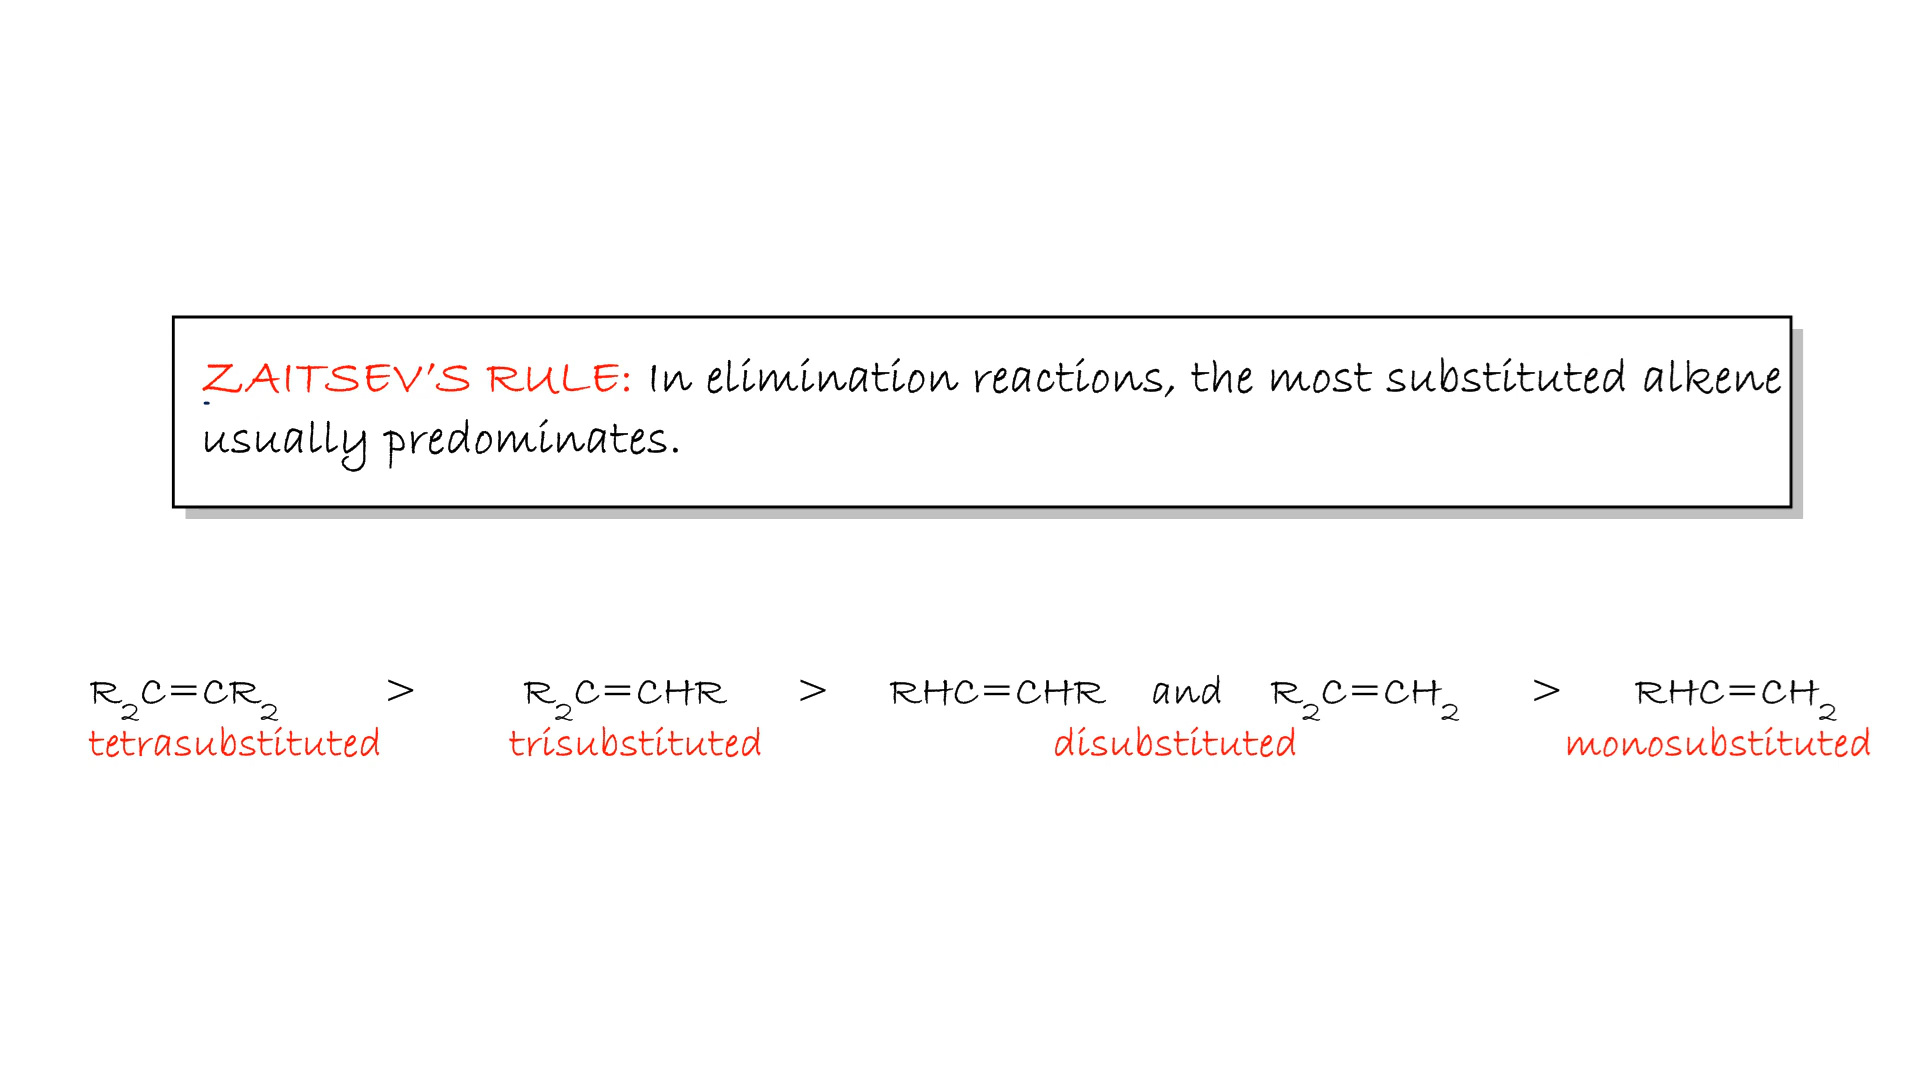 ZAITSEV'S RULE: In elimination reactions, the most substituted alkene
usually predominates.
R₂C=CR₂ > R₂C=CHR > RHC=CHR and R₂C=CH₂ > RHC=CH₂
tetrasubstituted trisubstituted disubstituted monosubstituted